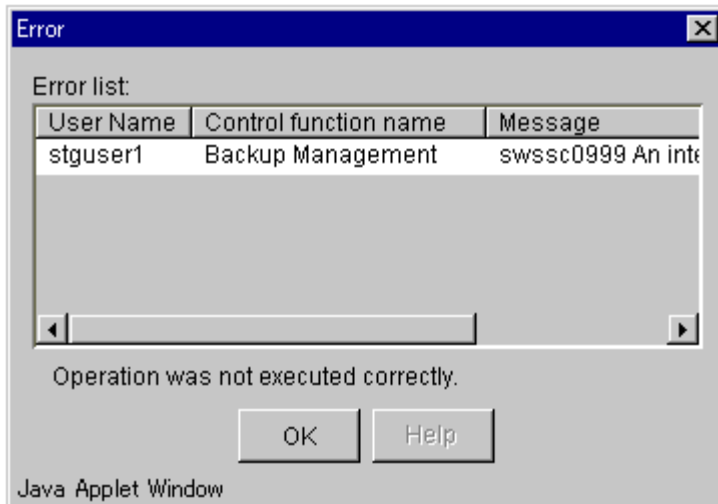 Error
Error list:
User Name Control function name Message
stguser1 Backup Management swssc0999 An
Operation was not executed correctly.
OK Help
Java Applet Window